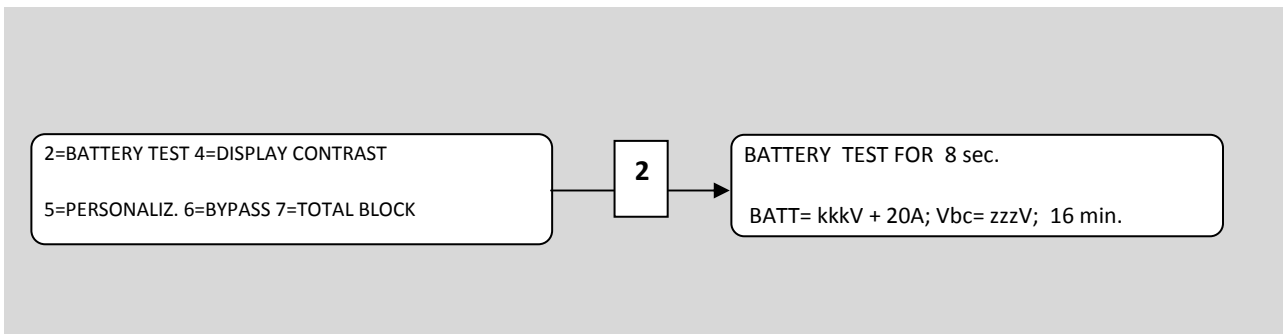 2=BATTERY TEST 4=DISPLAY CONTRAST
5=PERSONALIZ. 6=BYPASS 7=TOTAL BLOCK
2
BATTERY  TEST FOR  8 sec.
BATT= kkkV + 20A; Vbc= zzzV;  16 min.